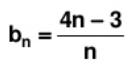 bₙ = (4n − 3)/n